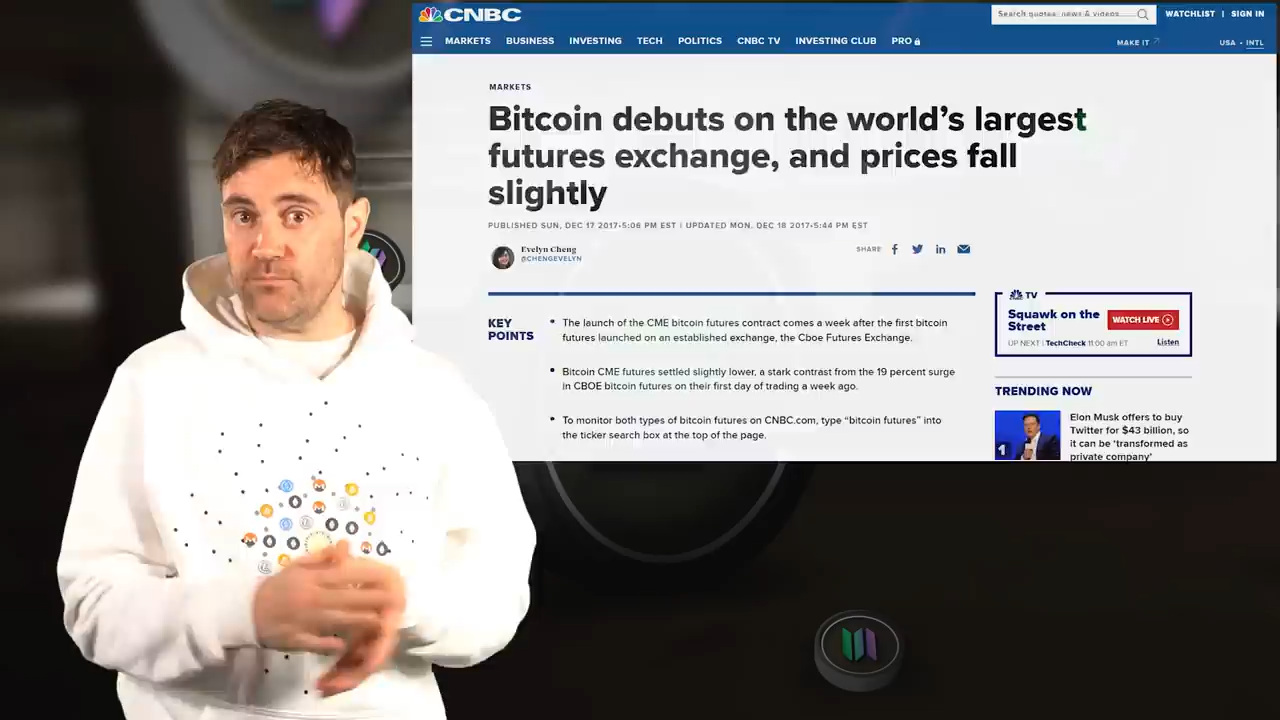 CNBC
Search quotes, news & videos
WATCHLIST | SIGN IN
MARKETS BUSINESS INVESTING TECH POLITICS CNBC TV INVESTING CLUB PRO
MAKE IT
USA • INTL
MARKETS
Bitcoin debuts on the world’s largest
futures exchange, and prices fall
slightly
PUBLISHED SUN, DEC 17 2017•5:06 PM EST | UPDATED MON, DEC 18 2017•5:44 PM EST
Evelyn Cheng
@CHENGEVELYN
SHARE
KEY
POINTS
• The launch of the CME bitcoin futures contract comes a week after the first bitcoin
futures launched on an established exchange, the Cboe Futures Exchange.
• Bitcoin CME futures settled slightly lower, a stark contrast from the 19 percent surge
in CBOE bitcoin futures on their first day of trading a week ago.
• To monitor both types of bitcoin futures on CNBC.com, type “bitcoin futures” into
the ticker search box at the top of the page.
TV
Squawk on the
Street
WATCH LIVE
UP NEXT | TechCheck 11:00 am ET
Listen
TRENDING NOW
1
Elon Musk offers to buy
Twitter for $43 billion, so
it can be ‘transformed as
private company’